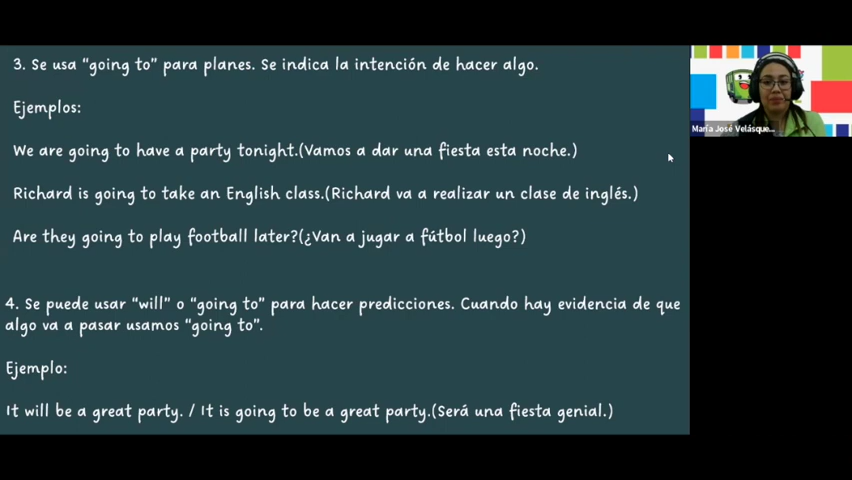 3. Se usa “going to” para planes. Se indica la intención de hacer algo.
Ejemplos:
We are going to have a party tonight.(Vamos a dar una fiesta esta noche.)
Richard is going to take an English class.(Richard va a realizar un clase de inglés.)
Are they going to play football later?(¿Van a jugar a fútbol luego?)
4. Se puede usar “will” o “going to” para hacer predicciones. Cuando hay evidencia de que
algo va a pasar usamos “going to”.
Ejemplo:
It will be a great party. / It is going to be a great party.(Será una fiesta genial.)
María José Velásque...